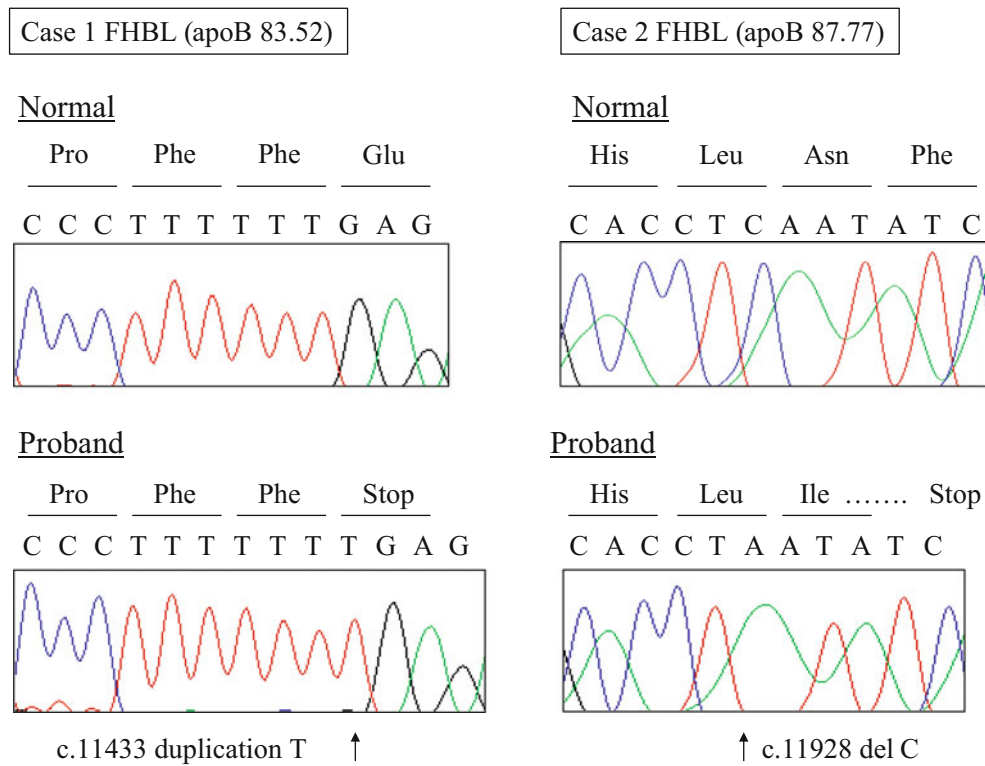 Case 1 FHBL (apoB 83.52)
Normal
Pro Phe Phe Glu
C C C T T T T T T G A G
Proband
Pro Phe Phe Stop
C C C T T T T T T T G A G
c.11433 duplication T ↑
Case 2 FHBL (apoB 87.77)
Normal
His Leu Asn Phe
C A C C T C A A T A T C
Proband
His Leu Ile ....... Stop
C A C C T A A T A T C
↑ c.11928 del C